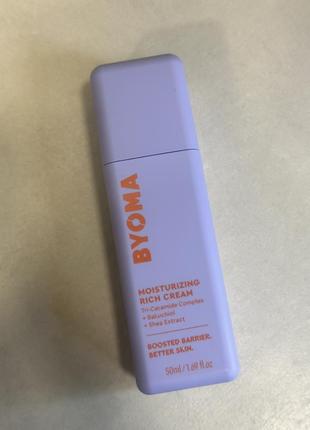 BYOMA
MOISTURIZING
RICH CREAM
Tri-Ceramide Complex
+ Bakuchiol
+ Shea Extract
BOOSTED BARRIER.
BETTER SKIN.
50ml / 1.69 fl.oz